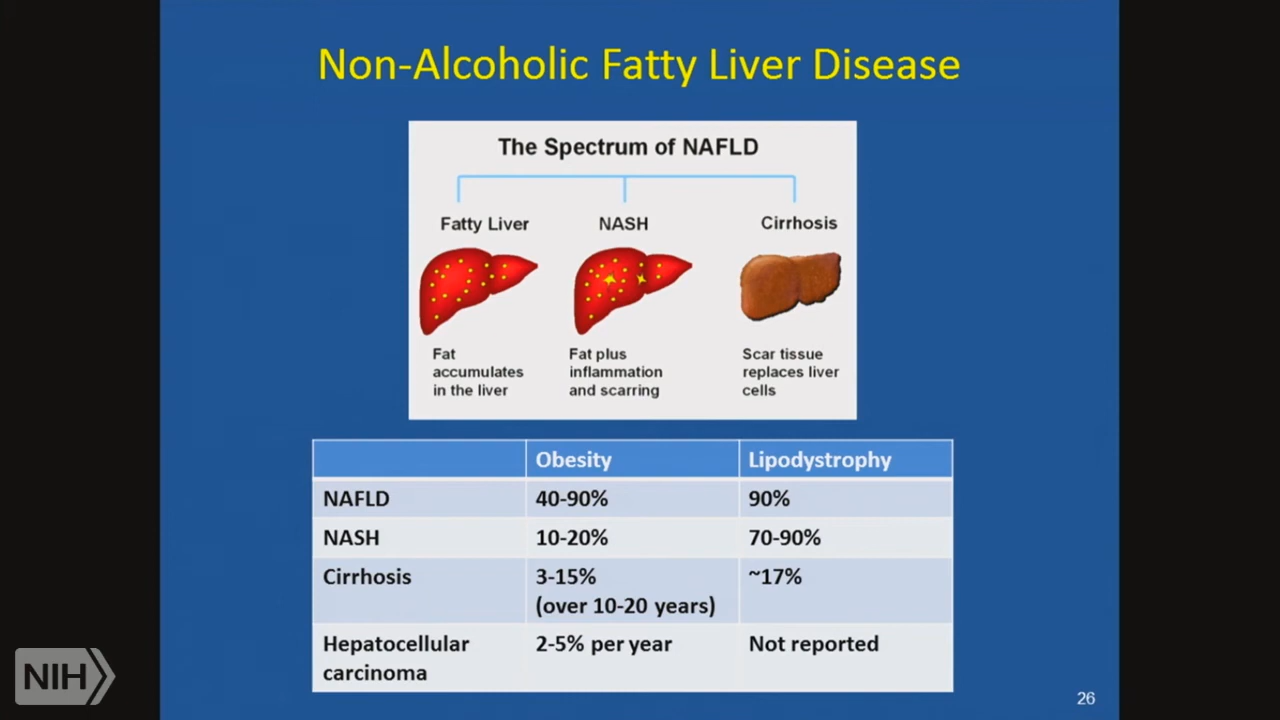 Non-Alcoholic Fatty Liver Disease
The Spectrum of NAFLD
Fatty Liver
NASH
Cirrhosis
Fat
accumulates
in the liver
Fat plus
inflammation
and scarring
Scar tissue
replaces liver
cells
Obesity
Lipodystrophy
NAFLD
40-90%
90%
NASH
10-20%
70-90%
Cirrhosis
3-15%
(over 10-20 years)
~17%
Hepatocellular
carcinoma
2-5% per year
Not reported
NIH
26